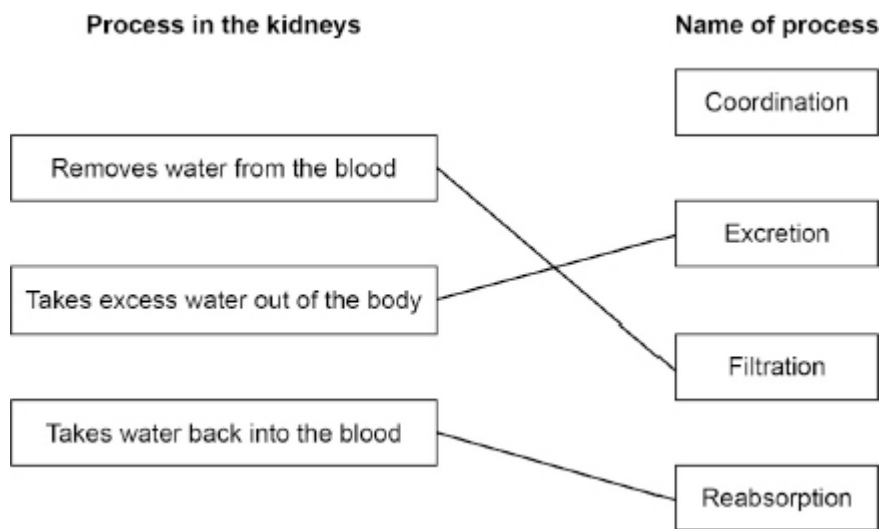 Process in the kidneys
Name of process
Coordination
Removes water from the blood
Excretion
Takes excess water out of the body
Filtration
Takes water back into the blood
Reabsorption